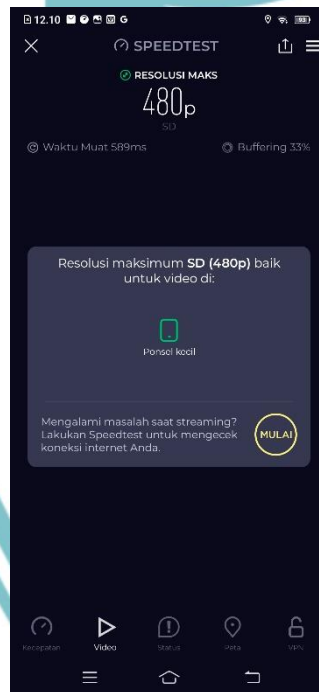 12.10 G 93
SPEEDTEST
RESOLUSI MAKS
480p
SD
Waktu Muat 589ms Buffering 33%
Resolusi maksimum SD (480p) baik
untuk video di:
Ponsel kecil
Mengalami masalah saat streaming?
Lakukan Speedtest untuk mengecek
koneksi internet Anda.
MULAI
Kecepatan Video Status Peta VPN